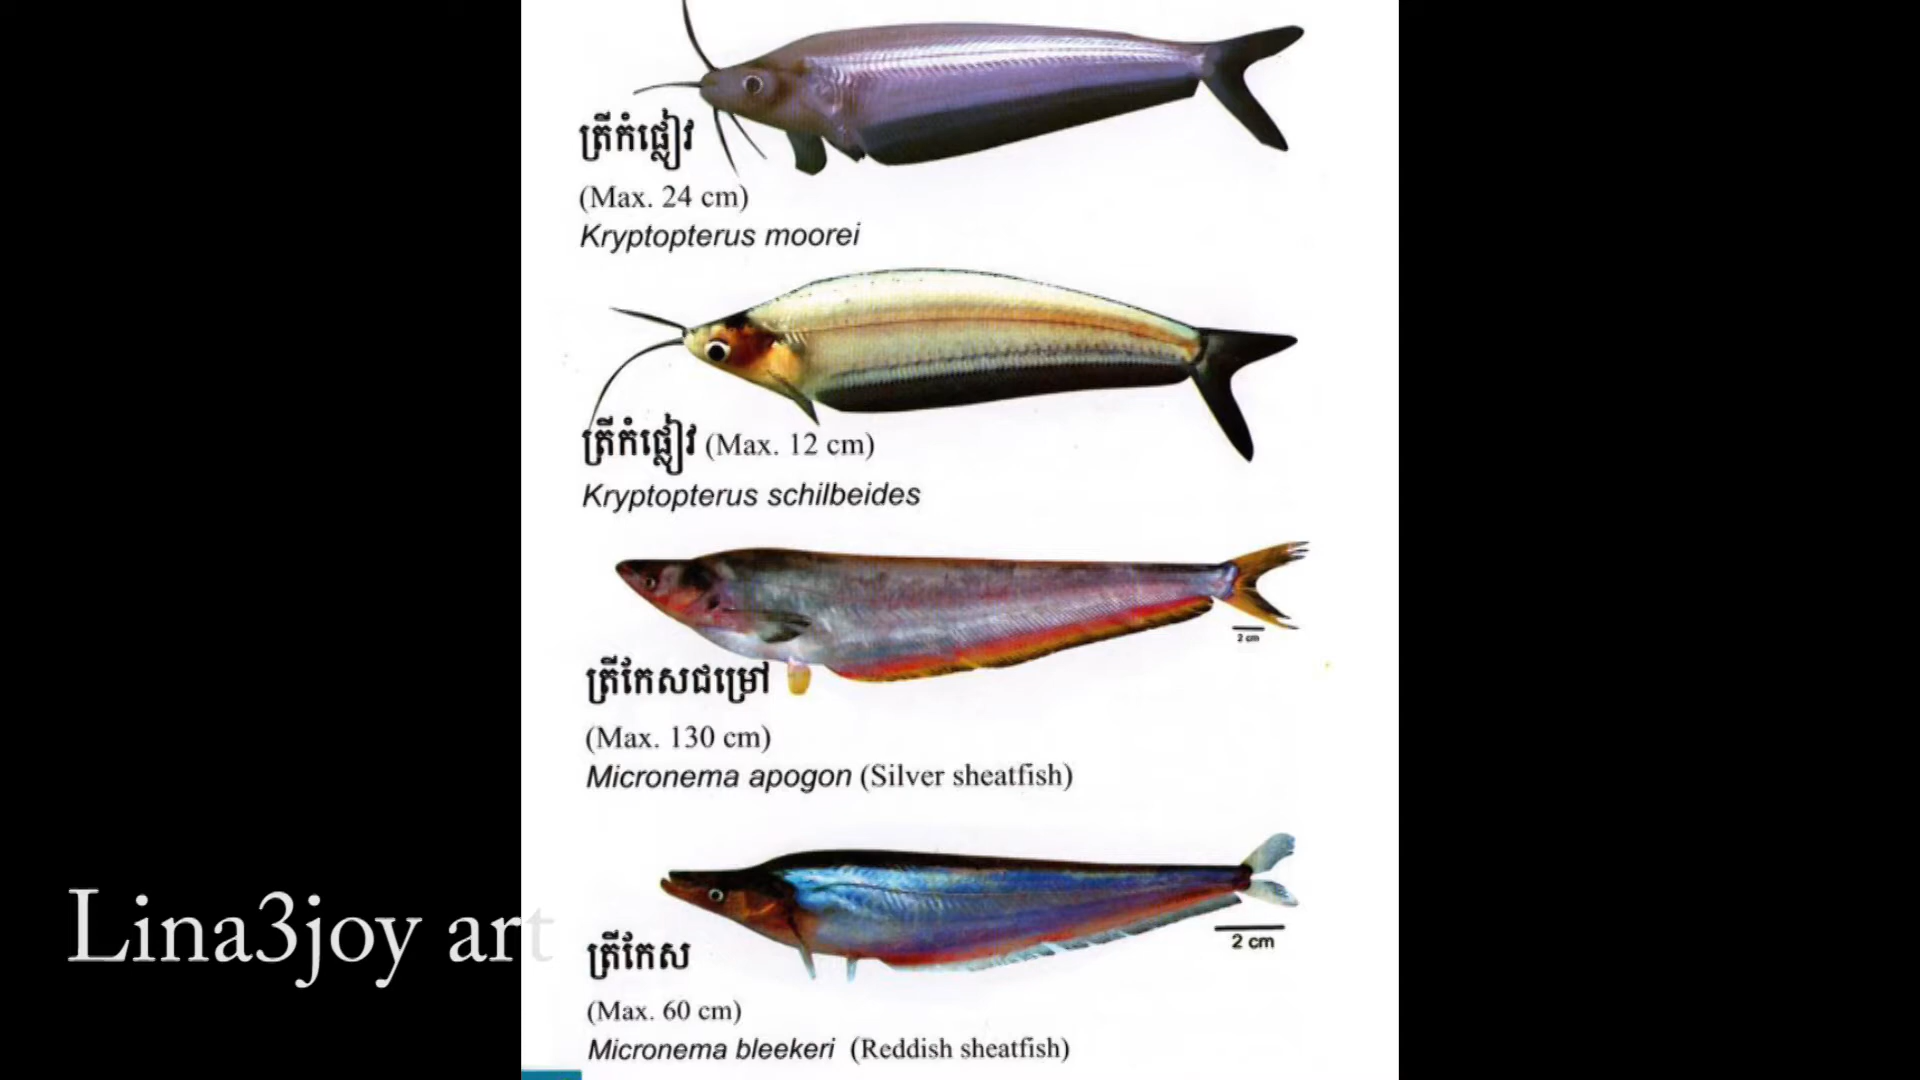 ត្រីកំផ្លៀវ
(Max. 24 cm)
Kryptopterus moorei
ត្រីកំផ្លៀវ (Max. 12 cm)
Kryptopterus schilbeides
2 cm
ត្រីកែសជម្រៅ
(Max. 130 cm)
Micronema apogon (Silver sheatfish)
Lina3joy art
2 cm
ត្រីកែស
(Max. 60 cm)
Micronema bleekeri (Reddish sheatfish)